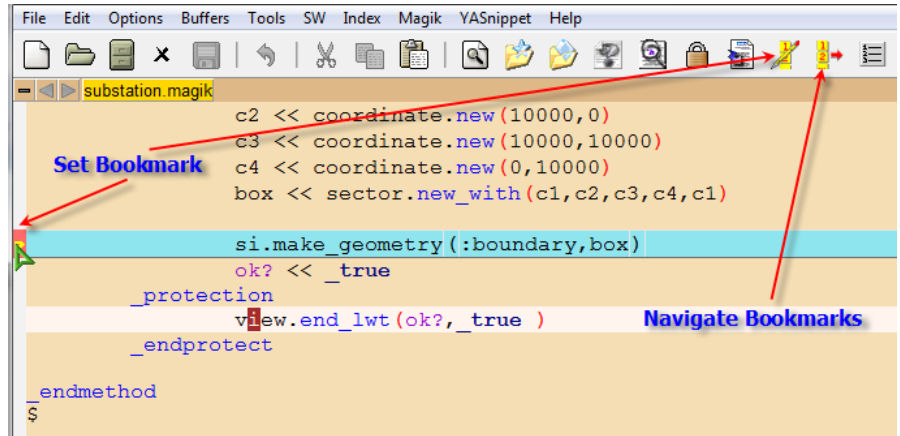 File Edit Options Buffers Tools SW Index Magik YASnippet Help
substation.magik
c2 << coordinate.new(10000,0)
c3 << coordinate.new(10000,10000)
Set Bookmark
c4 << coordinate.new(0,10000)
box << sector.new_with(c1,c2,c3,c4,c1)
si.make_geometry(:boundary,box)
ok? << _true
_protection
view.end_lwt(ok?,_true )
Navigate Bookmarks
_endprotect
_endmethod
$